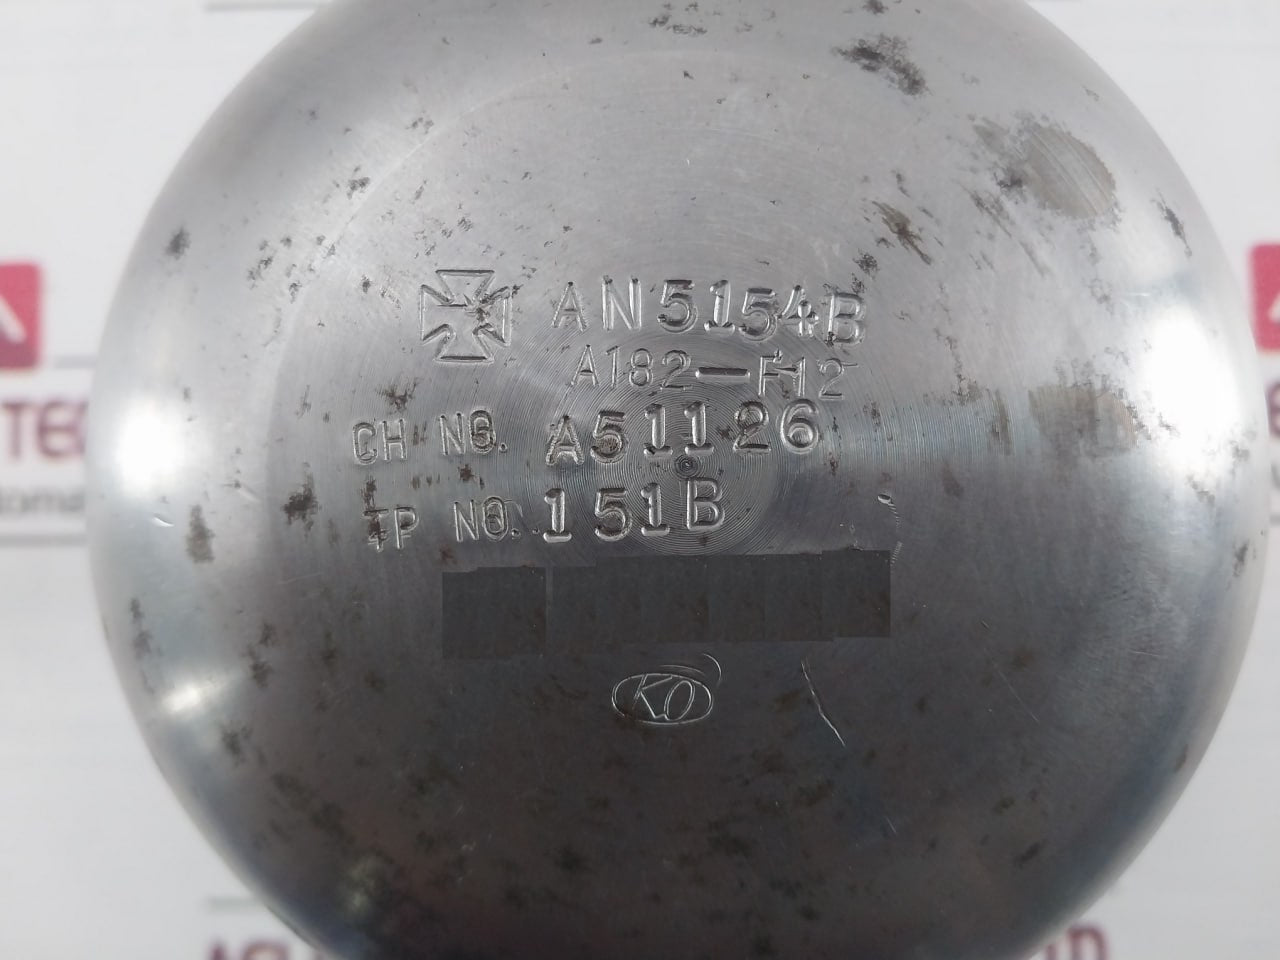 AN5154B
A182-F12
CH NO. A51126
TP NO. 151B
KO